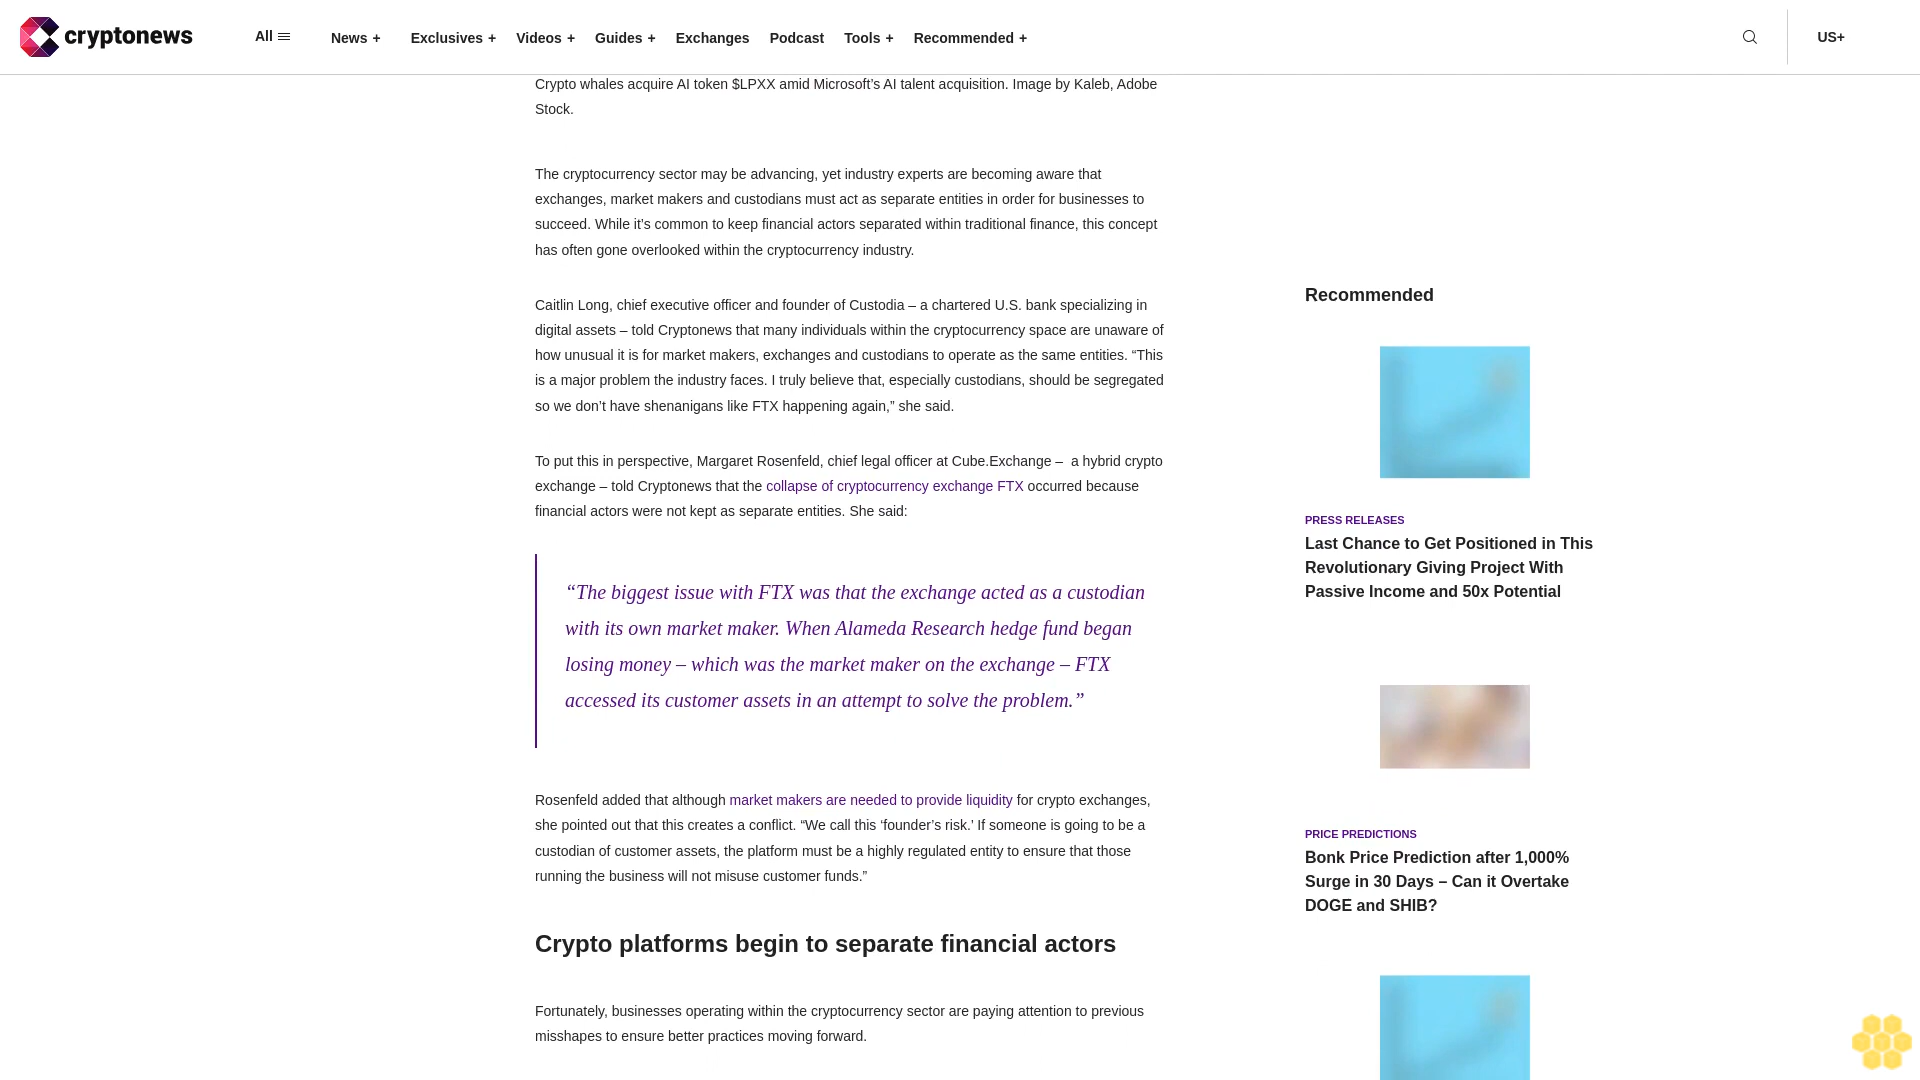 cryptonews
All
News +
Exclusives +
Videos +
Guides +
Exchanges
Podcast
Tools +
Recommended +
US+
Crypto whales acquire AI token $LPXX amid Microsoft’s AI talent acquisition. Image by Kaleb, Adobe
Stock.
The cryptocurrency sector may be advancing, yet industry experts are becoming aware that
exchanges, market makers and custodians must act as separate entities in order for businesses to
succeed. While it’s common to keep financial actors separated within traditional finance, this concept
has often gone overlooked within the cryptocurrency industry.
Caitlin Long, chief executive officer and founder of Custodia – a chartered U.S. bank specializing in
digital assets – told Cryptonews that many individuals within the cryptocurrency space are unaware of
how unusual it is for market makers, exchanges and custodians to operate as the same entities. “This
is a major problem the industry faces. I truly believe that, especially custodians, should be segregated
so we don’t have shenanigans like FTX happening again,” she said.
To put this in perspective, Margaret Rosenfeld, chief legal officer at Cube.Exchange –  a hybrid crypto
exchange – told Cryptonews that the collapse of cryptocurrency exchange FTX occurred because
financial actors were not kept as separate entities. She said:
“The biggest issue with FTX was that the exchange acted as a custodian
with its own market maker. When Alameda Research hedge fund began
losing money – which was the market maker on the exchange – FTX
accessed its customer assets in an attempt to solve the problem.”
Rosenfeld added that although market makers are needed to provide liquidity for crypto exchanges,
she pointed out that this creates a conflict. “We call this ‘founder’s risk.’ If someone is going to be a
custodian of customer assets, the platform must be a highly regulated entity to ensure that those
running the business will not misuse customer funds.”
Crypto platforms begin to separate financial actors
Fortunately, businesses operating within the cryptocurrency sector are paying attention to previous
misshapes to ensure better practices moving forward.
Recommended
PRESS RELEASES
Last Chance to Get Positioned in This
Revolutionary Giving Project With
Passive Income and 50x Potential
PRICE PREDICTIONS
Bonk Price Prediction after 1,000%
Surge in 30 Days – Can it Overtake
DOGE and SHIB?